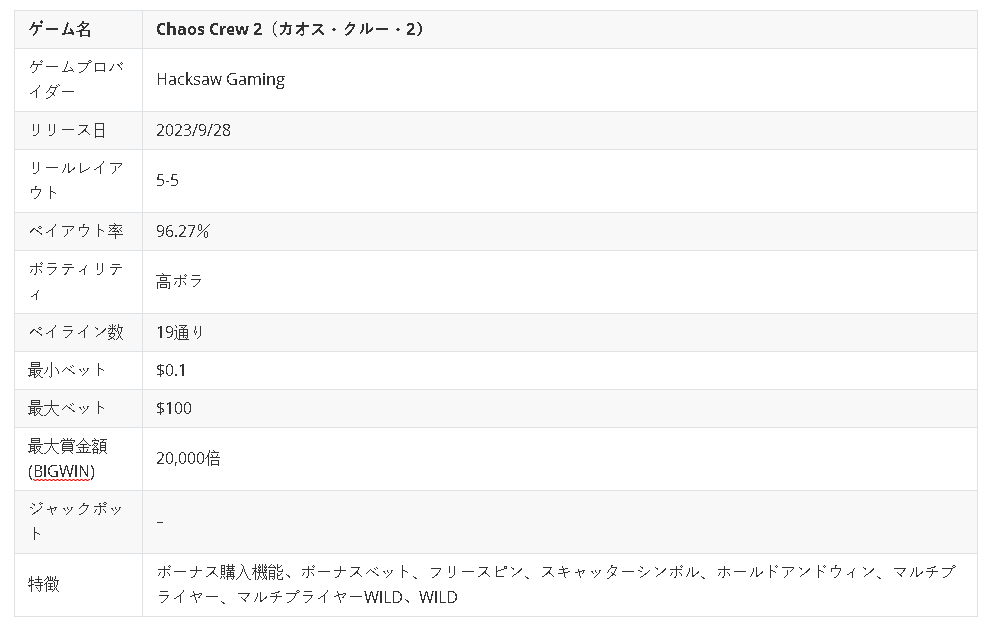 ゲーム名
Chaos Crew 2（カオス・クルー・2）
ゲームプロバ
イダー
Hacksaw Gaming
リリース日
2023/9/28
リールレイア
ウト
5-5
ペイアウト率
96.27％
ボラティリテ
ィ
高ボラ
ペイライン数
19通り
最小ベット
$0.1
最大ベット
$100
最大賞金額
(BIGWIN)
20,000倍
ジャックポッ
ト
–
特徴
ボーナス購入機能、ボーナスベット、フリースピン、スキャッターシンボル、ホールドアンドウィン、マルチプ
ライヤー、マルチプライヤーWILD、WILD